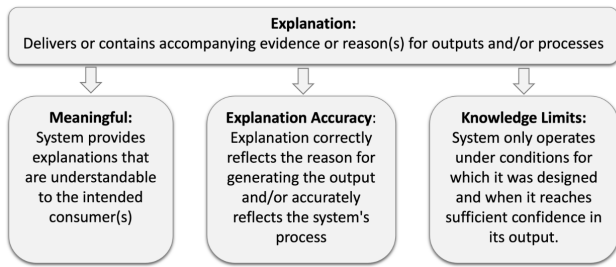 Explanation:
Delivers or contains accompanying evidence or reason(s) for outputs and/or processes
Meaningful:
System provides
explanations that
are understandable
to the intended
consumer(s)
Explanation Accuracy:
Explanation correctly
reflects the reason for
generating the output
and/or accurately
reflects the system's
process
Knowledge Limits:
System only operates
under conditions for
which it was designed
and when it reaches
sufficient confidence in
its output.